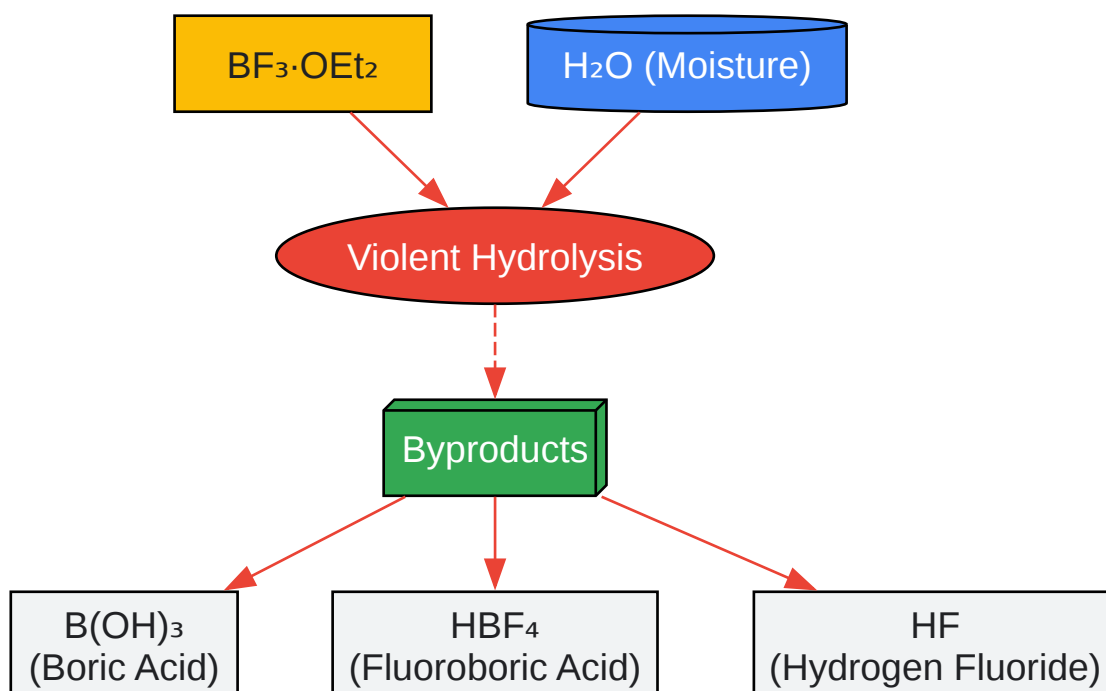 BF₃·OEt₂
H₂O (Moisture)
Violent Hydrolysis
Byproducts
B(OH)₃
(Boric Acid)
HBF₄
(Fluoroboric Acid)
HF
(Hydrogen Fluoride)